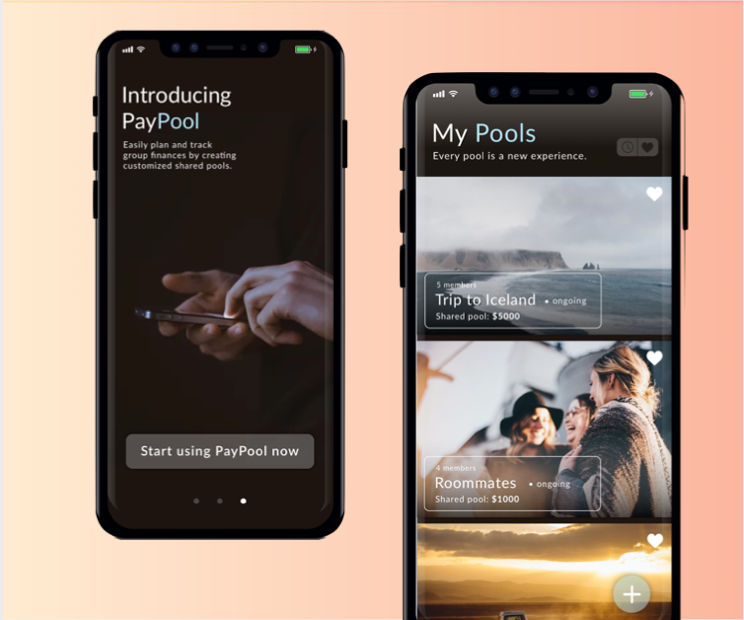 Introducing
PayPool
Easily plan and track
group finances by creating
customized shared pools.
Start using PayPool now
My Pools
Every pool is a new experience.
5 members
Trip to Iceland • ongoing
Shared pool: $5000
4 members
Roommates • ongoing
Shared pool: $1000